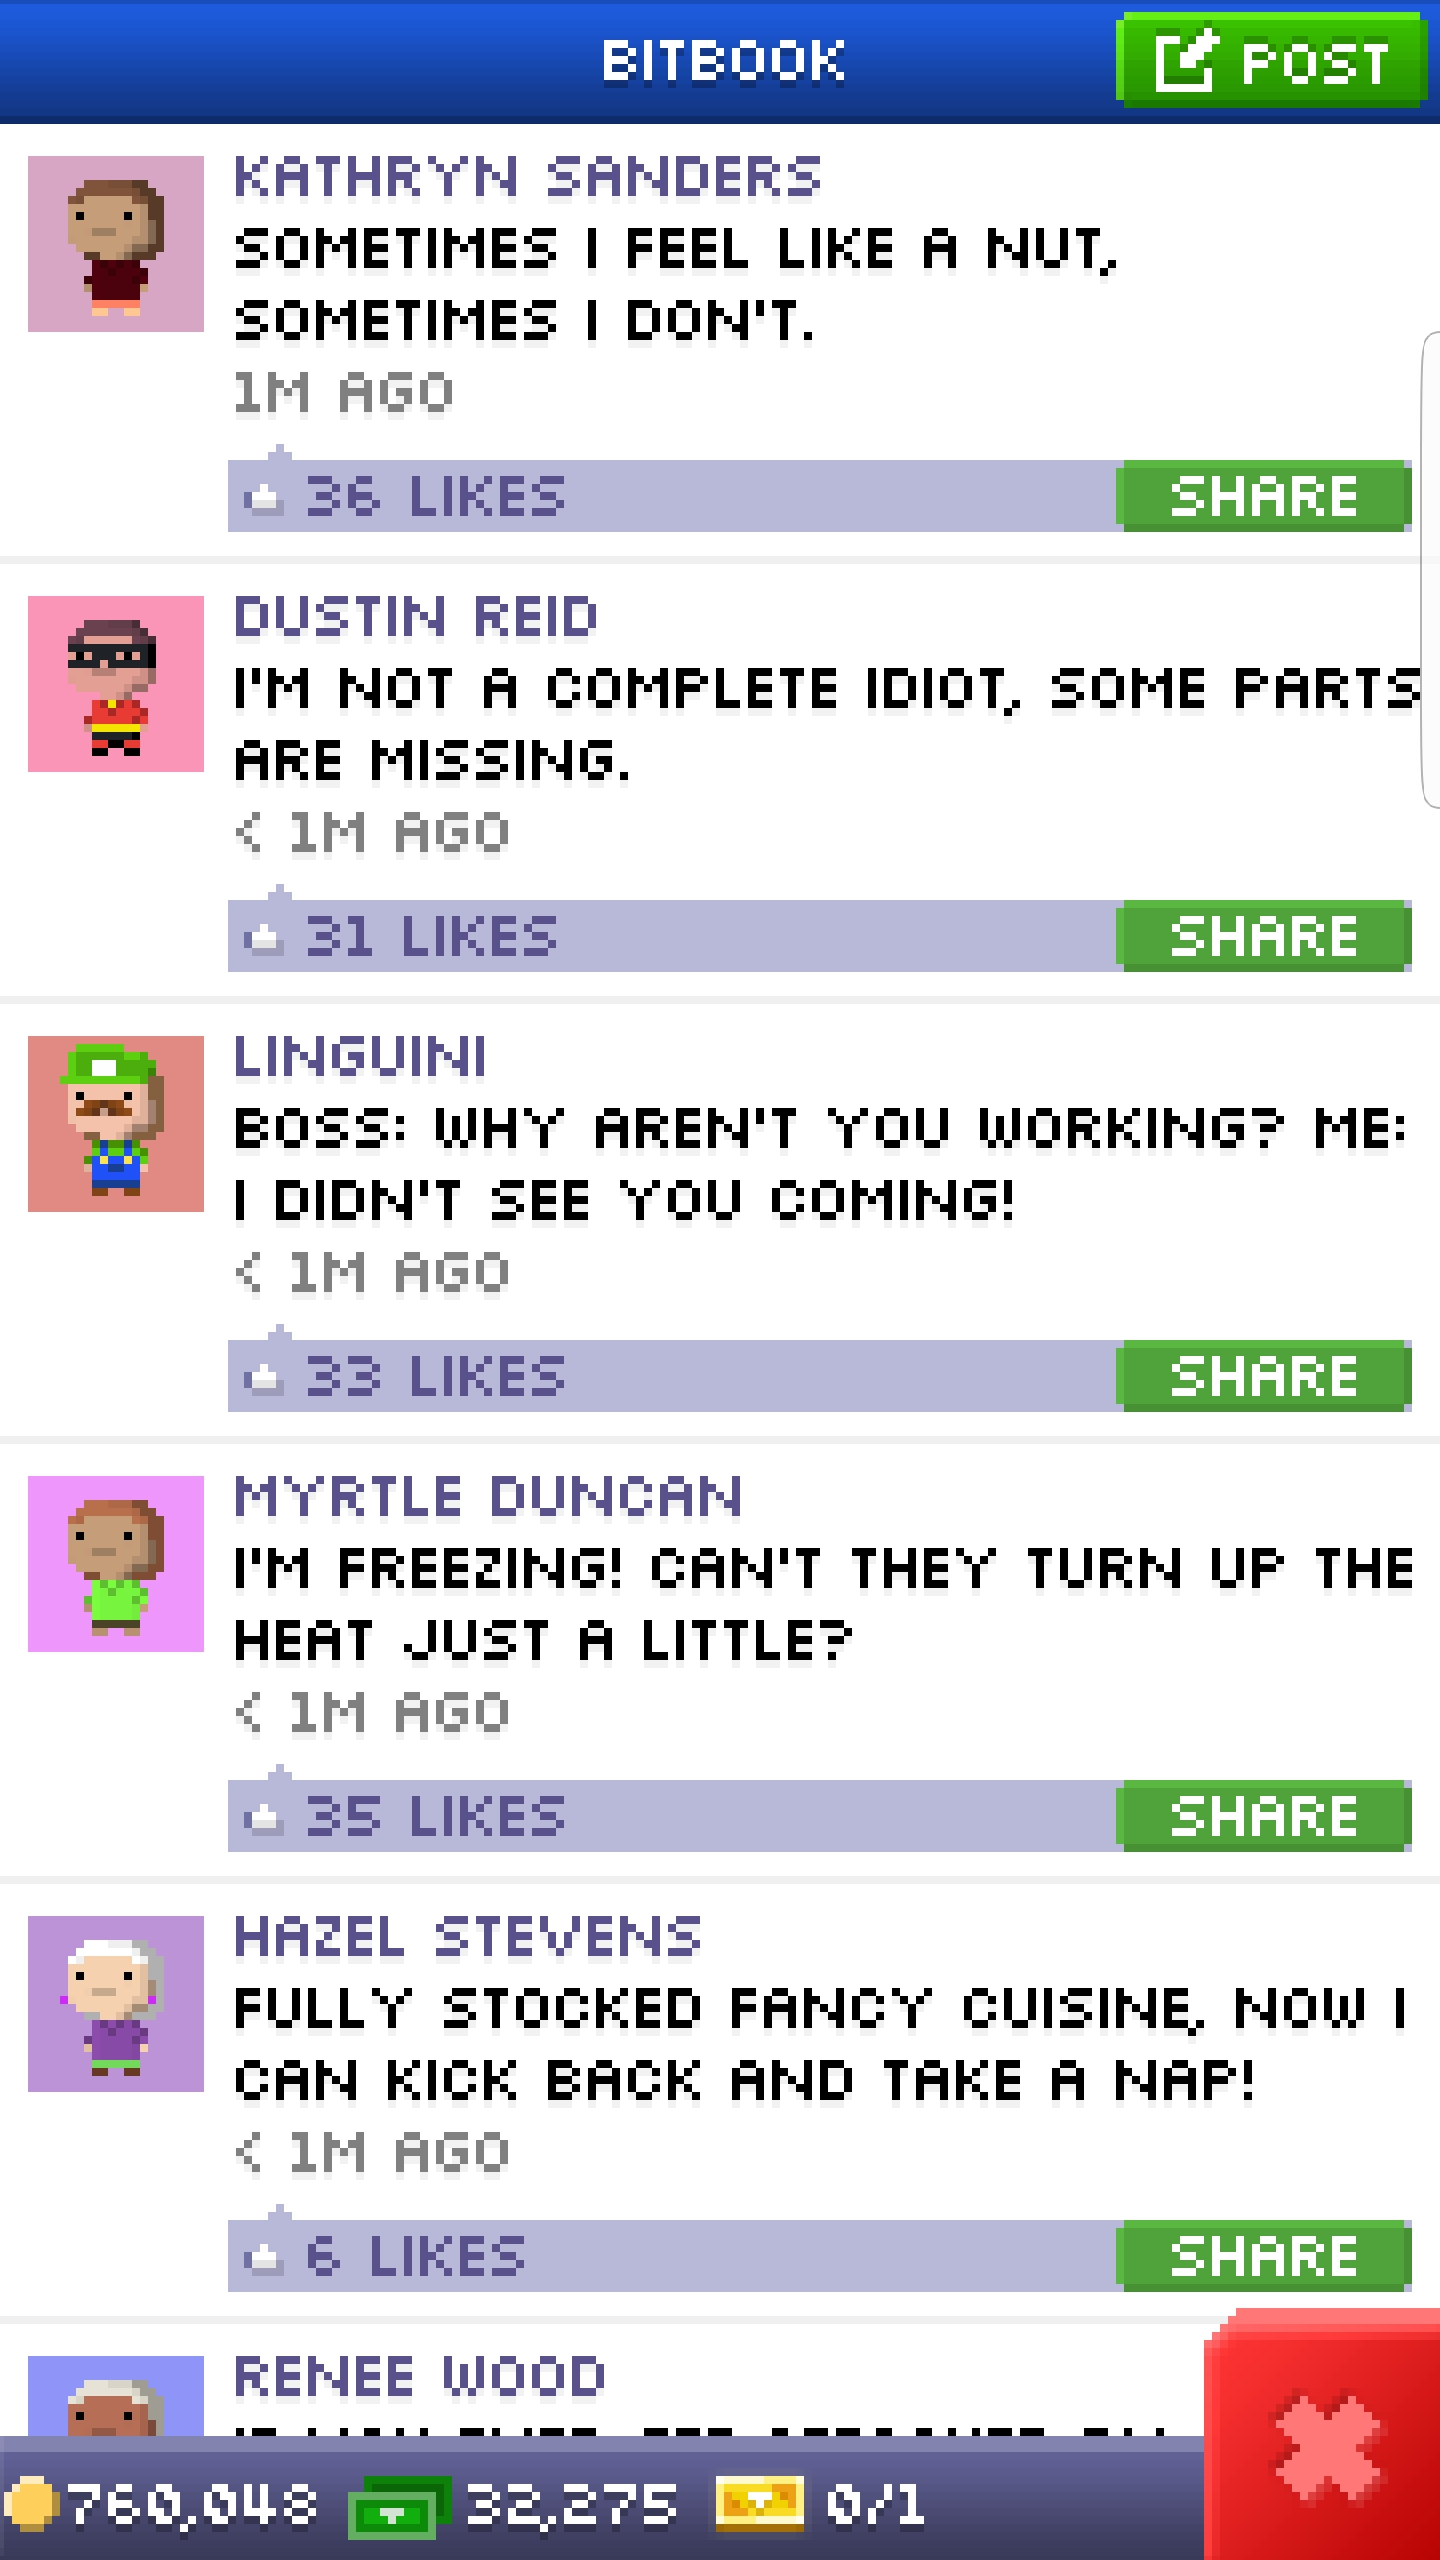 BITBOOK
POST
KATHRYN SANDERS
SOMETIMES I FEEL LIKE A NUT,
SOMETIMES I DON'T.
1M AGO
36 LIKES
SHARE
DUSTIN REID
I'M NOT A COMPLETE IDIOT, SOME PARTS
ARE MISSING.
< 1M AGO
31 LIKES
SHARE
LINGUINI
BOSS: WHY AREN'T YOU WORKING? ME:
I DIDN'T SEE YOU COMING!
< 1M AGO
33 LIKES
SHARE
MYRTLE DUNCAN
I'M FREEZING! CAN'T THEY TURN UP THE
HEAT JUST A LITTLE?
< 1M AGO
35 LIKES
SHARE
HAZEL STEVENS
FULLY STOCKED FANCY CUISINE, NOW I
CAN KICK BACK AND TAKE A NAP!
< 1M AGO
6 LIKES
SHARE
RENEE WOOD
760,048
32,275
0/1